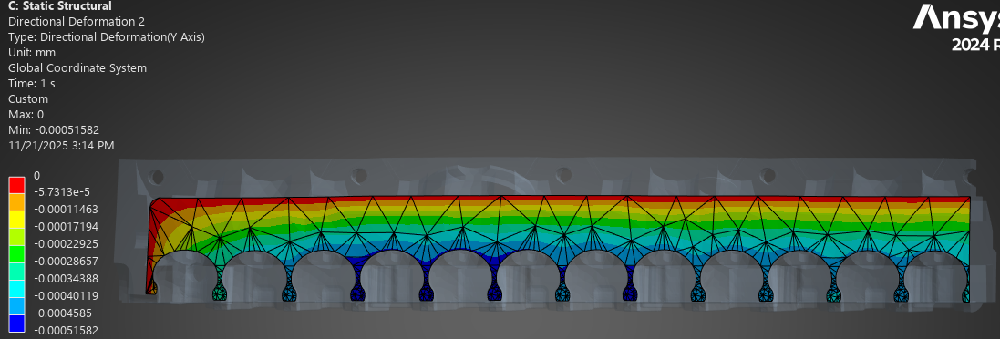 C: Static Structural
Directional Deformation 2
Type: Directional Deformation(Y Axis)
Unit: mm
Global Coordinate System
Time: 1 s
Custom
Max: 0
Min: -0.00051582
11/21/2025 3:14 PM
Ansys
2024 R
0
-5.7313e-5
-0.00011463
-0.00017194
-0.00022925
-0.00028657
-0.00034388
-0.00040119
-0.0004585
-0.00051582